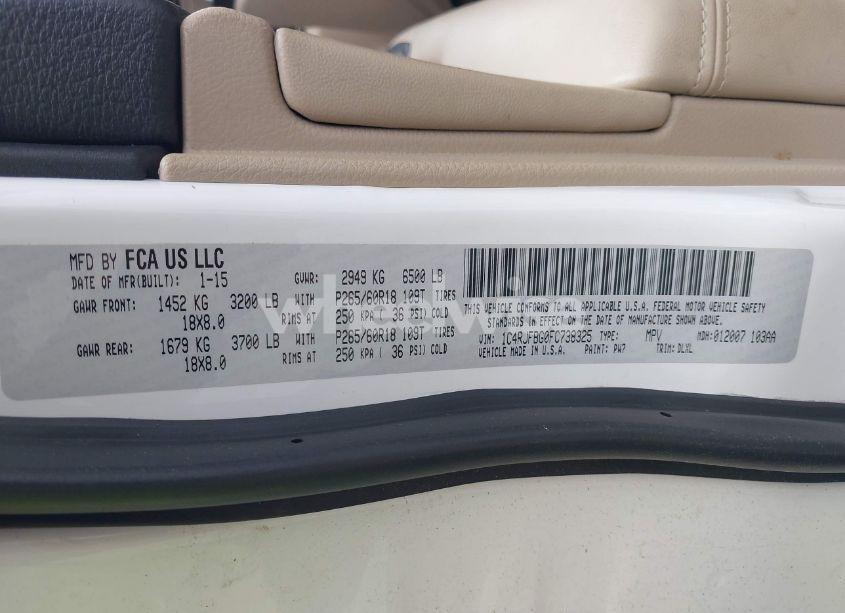 MFD BY FCA US LLC
DATE OF MFR(BUILT): 1-15 GVWR: 2949 KG 6500 LB
GAWR FRONT: 1452 KG 3200 LB WITH P265/60R18 109T TIRES
18X8.0 RIMS AT 250 KPA ( 36 PSI) COLD
GAWR REAR: 1679 KG 3700 LB WITH P265/60R18 109T TIRES
18X8.0 RIMS AT 250 KPA ( 36 PSI) COLD
THIS VEHICLE CONFORMS TO ALL APPLICABLE U.S.A. FEDERAL MOTOR VEHICLE SAFETY
STANDARDS IN EFFECT ON THE DATE OF MANUFACTURE SHOWN ABOVE.
VIN: 1C4RJFBG0FC738325 TYPE: MPV MDH: 012007 103AA
VEHICLE MADE IN U.S.A. PAINT: PW7 TRIM: DLHL